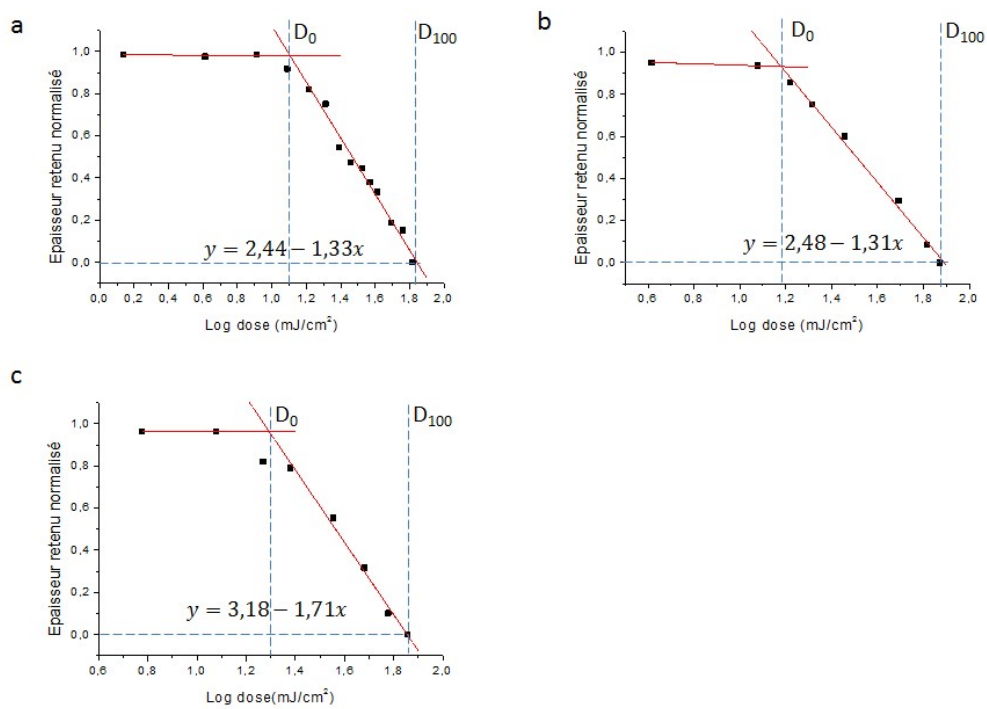 a
D0
D100
Epaisseur retenu normalisé
1,0
0,8
0,6
0,4
0,2
0,0
y = 2,44 − 1,33x
0,0 0,2 0,4 0,6 0,8 1,0 1,2 1,4 1,6 1,8 2,0
Log dose (mJ/cm²)
b
D0
D100
Epaisseur retenu normalisé
1,0
0,8
0,6
0,4
0,2
0,0
y = 2,48 − 1,31x
0,6 0,8 1,0 1,2 1,4 1,6 1,8 2,0
Log dose (mJ/cm²)
c
D0
D100
Epaisseur retenu normalisé
1,0
0,8
0,6
0,4
0,2
0,0
y = 3,18 − 1,71x
0,6 0,8 1,0 1,2 1,4 1,6 1,8 2,0
Log dose(mJ/cm²)